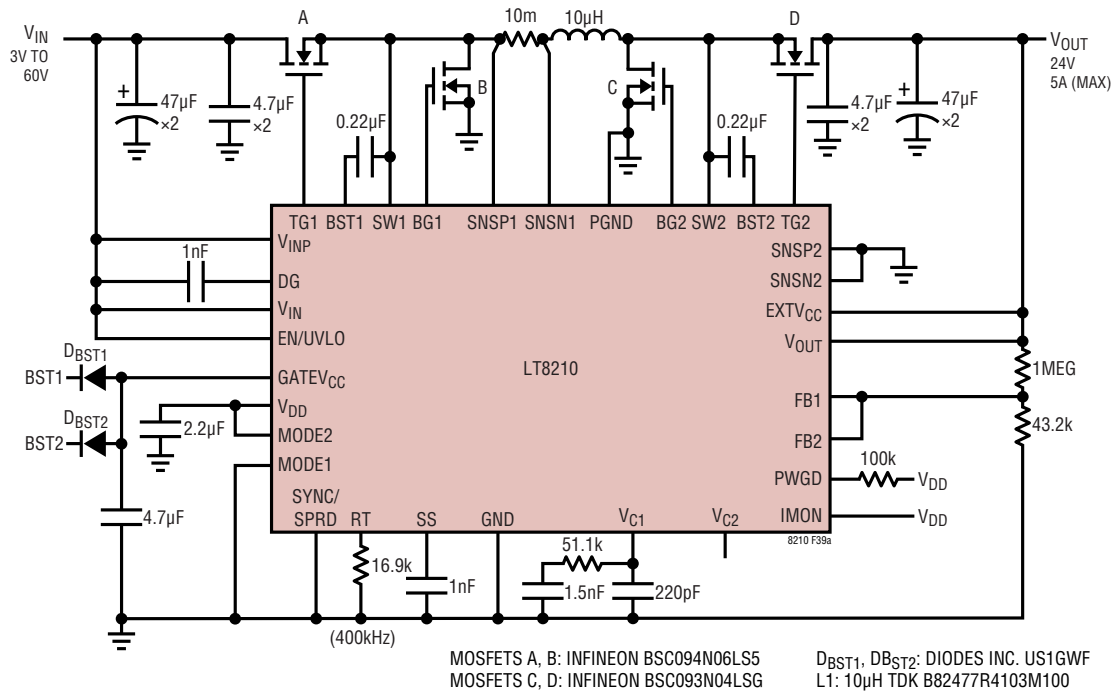 A
10m
10µH
D
VIN
3V TO
60V
VOUT
24V
5A (MAX)
+
47µF
×2
4.7µF
×2
B
C
0.22µF
0.22µF
4.7µF
×2
+
47µF
×2
TG1 BST1 SW1 BG1 SNSP1 SNSN1 PGND BG2 SW2 BST2 TG2
VINP
1nF
DG
VIN
EN/UVLO
DBST1
BST1
GATEVCC
VDD
DBST2
BST2
2.2µF
MODE2
MODE1
4.7µF
LT8210
SNSP2
SNSN2
EXTVCC
VOUT
1MEG
FB1
43.2k
FB2
100k
PWGD
VDD
IMON
VDD
8210 F39a
SYNC/
SPRD RT SS GND VC1 VC2
16.9k
1nF
51.1k
1.5nF
220pF
(400kHz)
MOSFETS A, B: INFINEON BSC094N06LS5
MOSFETS C, D: INFINEON BSC093N04LSG
DBST1, DBST2: DIODES INC. US1GWF
L1: 10µH TDK B82477R4103M100